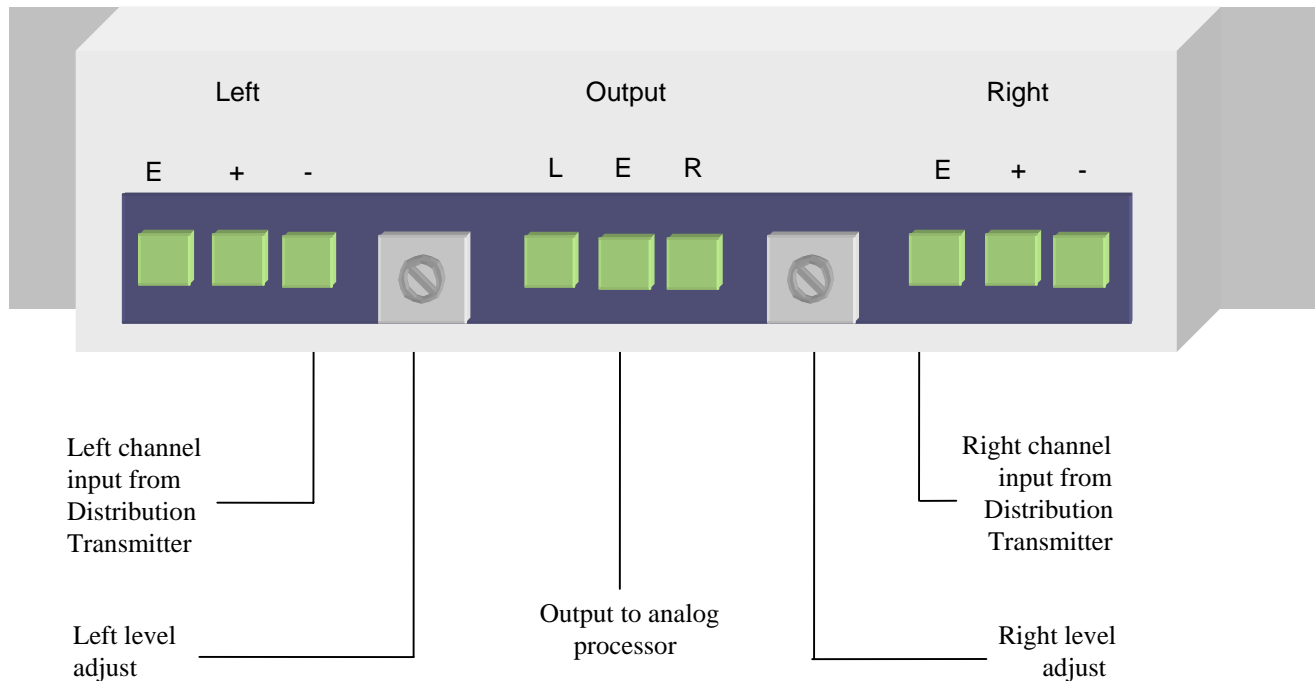 Left Output Right
E + - L E R E + -
Left channel
input from
Distribution
Transmitter
Right channel
input from
Distribution
Transmitter
Left level
adjust
Output to analog
processor
Right level
adjust